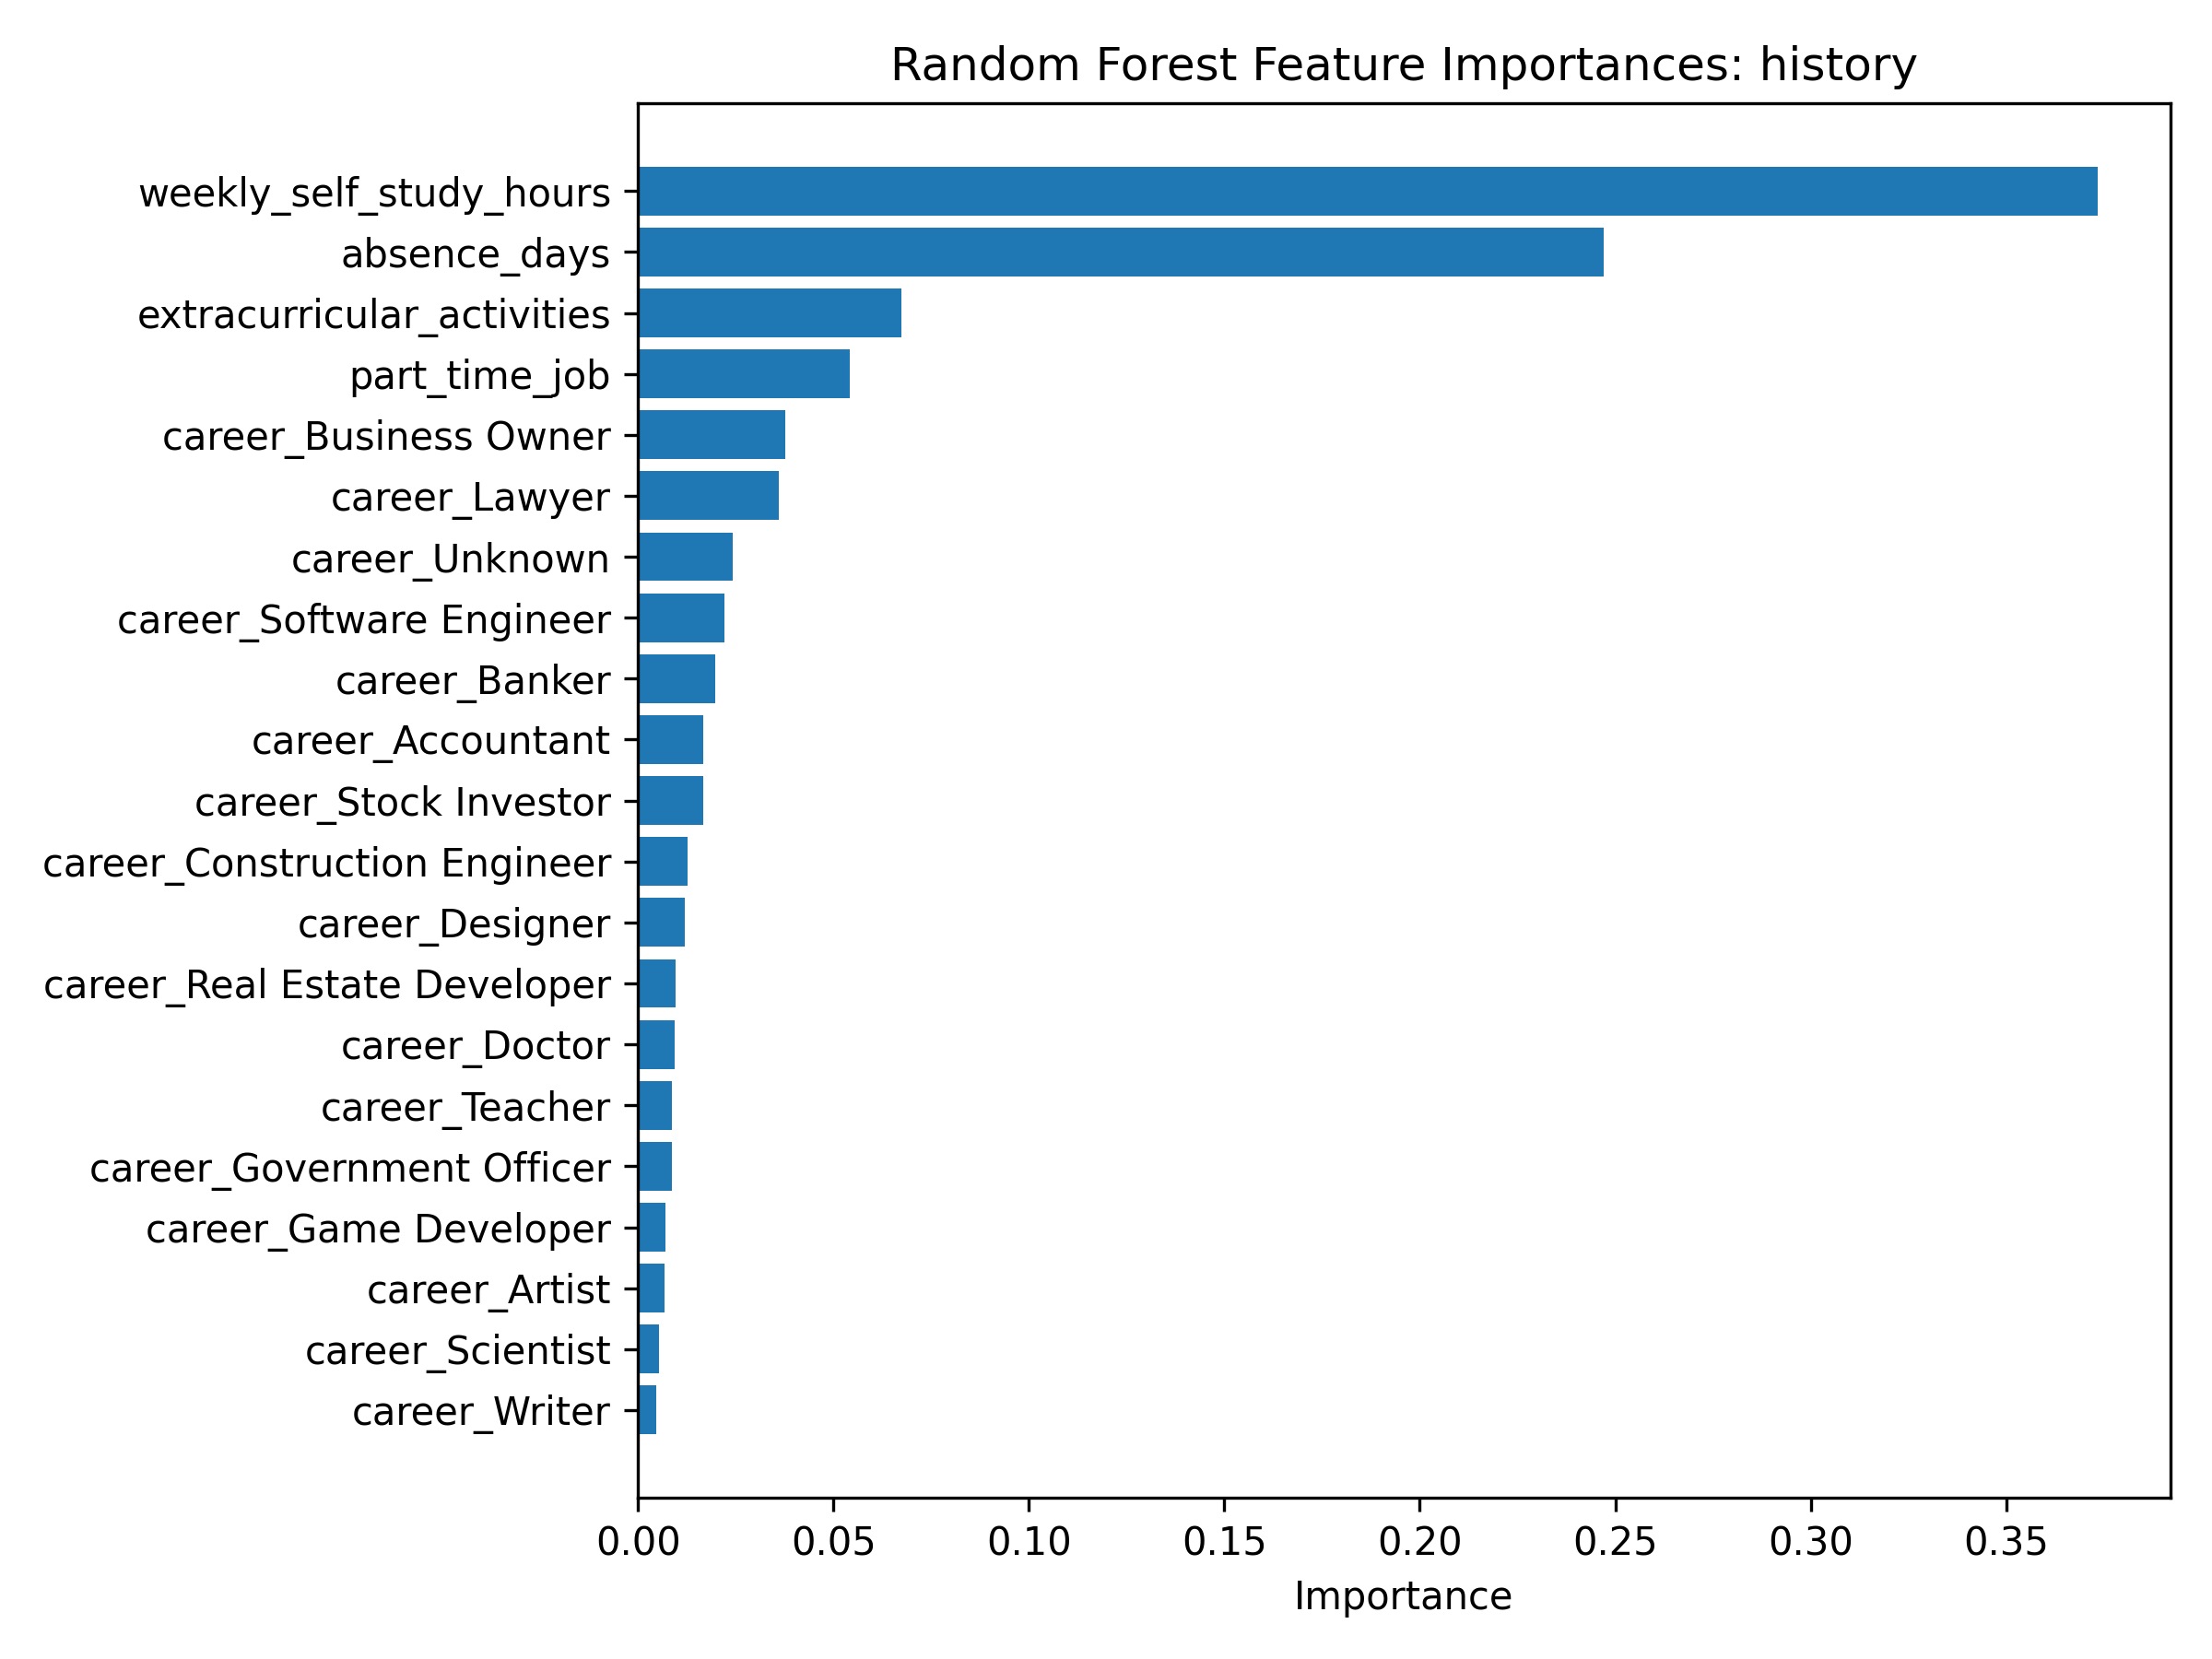 Random Forest Feature Importances: history
weekly_self_study_hours
absence_days
extracurricular_activities
part_time_job
career_Business Owner
career_Lawyer
career_Unknown
career_Software Engineer
career_Banker
career_Accountant
career_Stock Investor
career_Construction Engineer
career_Designer
career_Real Estate Developer
career_Doctor
career_Teacher
career_Government Officer
career_Game Developer
career_Artist
career_Scientist
career_Writer
0.00 0.05 0.10 0.15 0.20 0.25 0.30 0.35
Importance